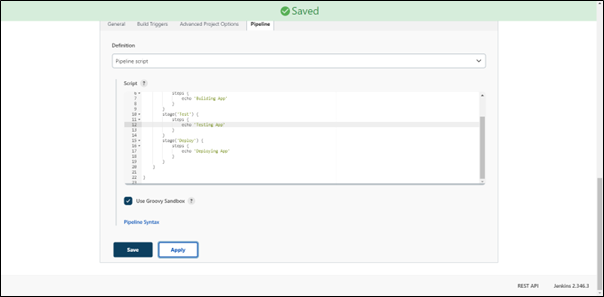 Saved
General Build Triggers Advanced Project Options Pipeline
Definition
Pipeline script
Script ?
6 steps {
7 echo 'Building App'
8 }
9 }
10 stage('Test') {
11 steps {
12 echo 'Testing App'
13 }
14 }
15 stage('Deploy') {
16 steps {
17 echo 'Deploying App'
18 }
19 }
20 }
21
22 }
23
Use Groovy Sandbox ?
Pipeline Syntax
Save Apply
REST API Jenkins 2.346.3